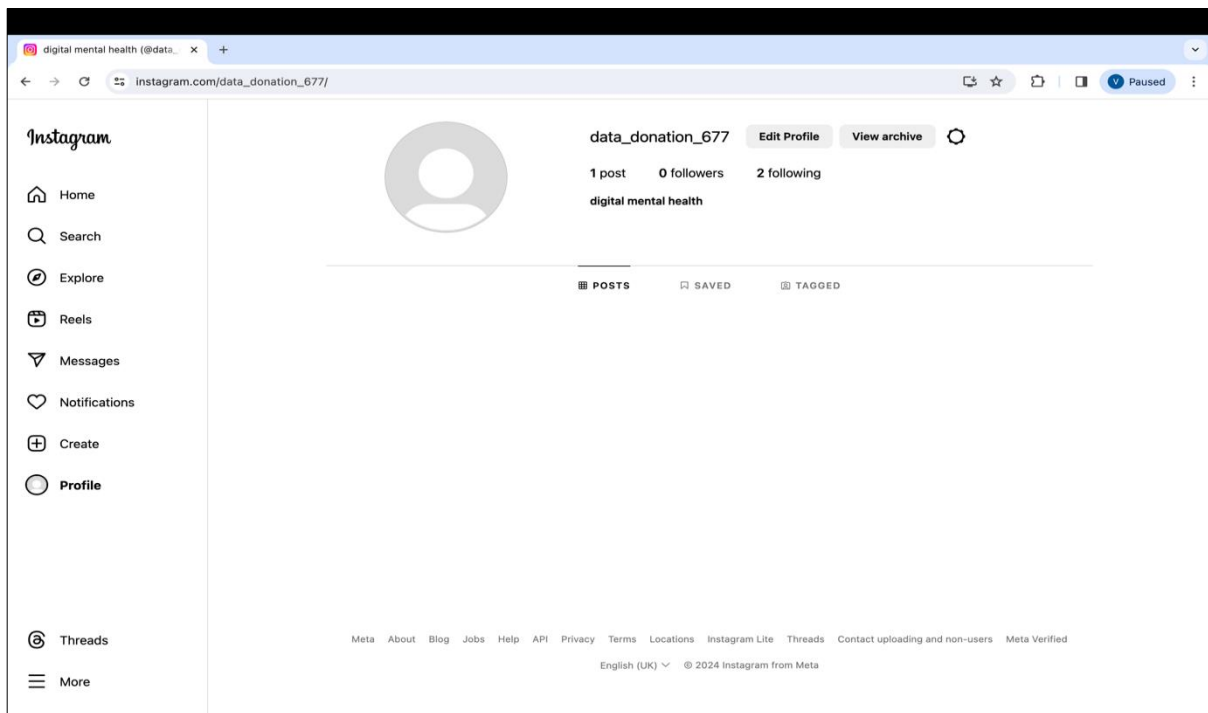 digital mental health (@data_
instagram.com/data_donation_677/
V Paused
Instagram
Home
Search
Explore
Reels
Messages
Notifications
Create
Profile
Threads
More
data_donation_677 Edit Profile View archive
1 post 0 followers 2 following
digital mental health
POSTS SAVED TAGGED
Meta About Blog Jobs Help API Privacy Terms Locations Instagram Lite Threads Contact uploading and non-users Meta Verified
English (UK) © 2024 Instagram from Meta